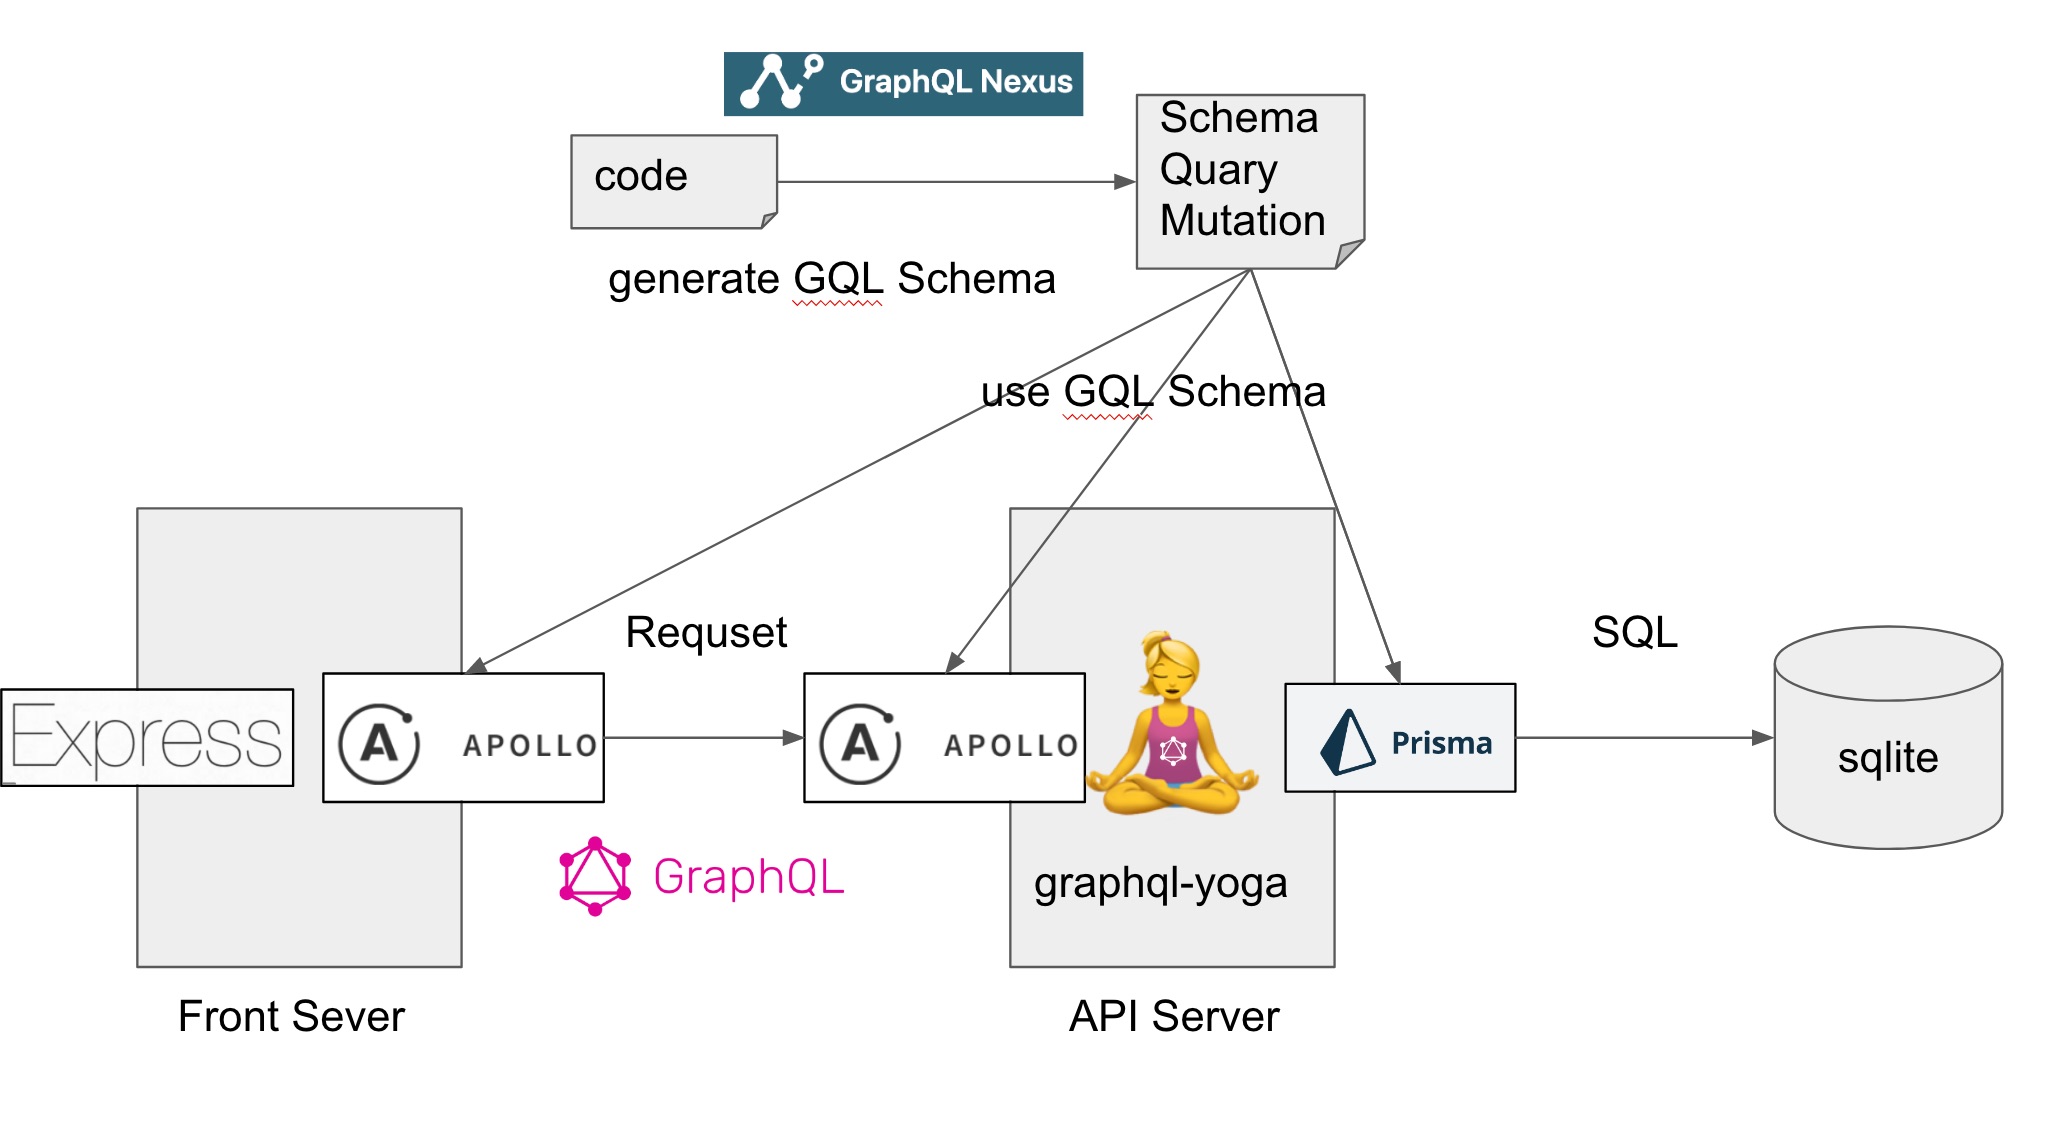 GraphQL Nexus
code
Schema
Quary
Mutation
generate GQL Schema
use GQL Schema
Requset
SQL
Express
A APOLLO
A APOLLO
Prisma
sqlite
GraphQL
graphql-yoga
Front Sever
API Server